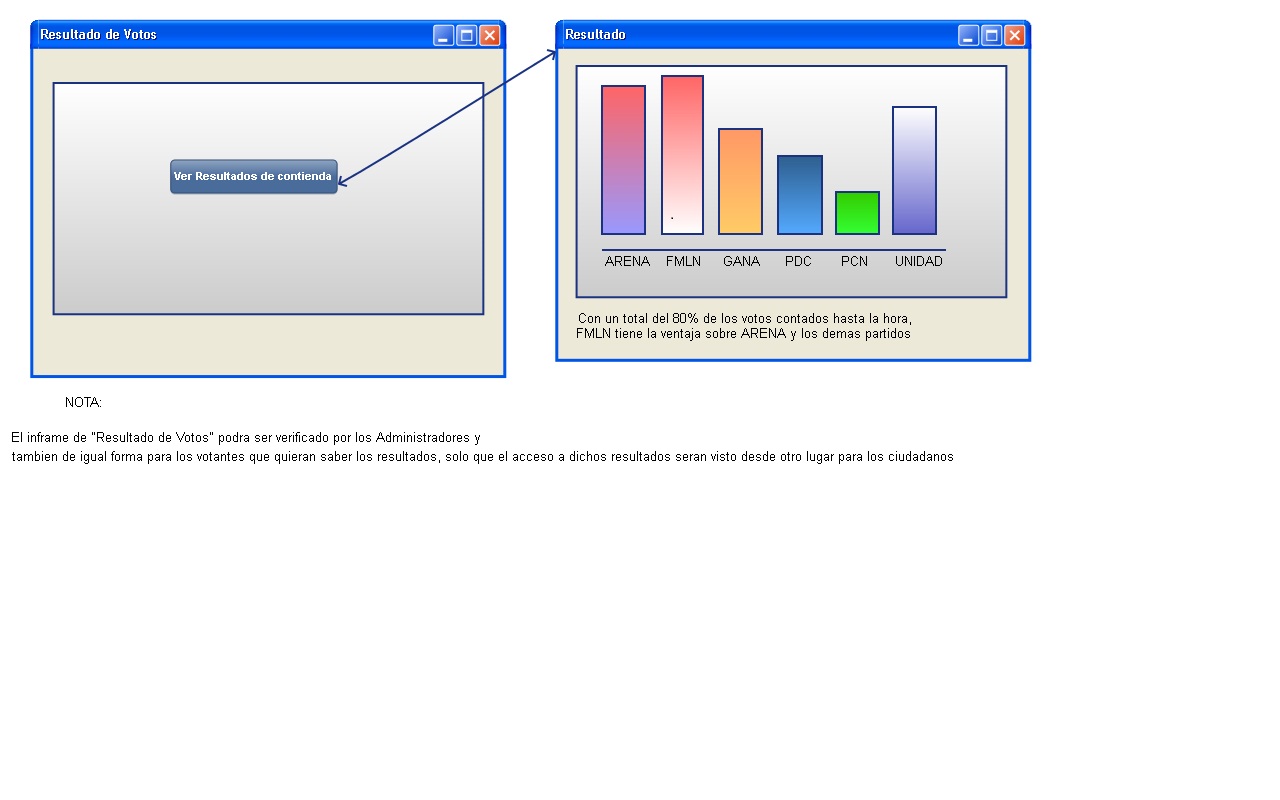 Resultado de Votos
Ver Resultados de contienda
Resultado
ARENA FMLN GANA PDC PCN UNIDAD
Con un total del 80% de los votos contados hasta la hora,
FMLN tiene la ventaja sobre ARENA y los demas partidos
NOTA:
El inframe de "Resultado de Votos" podra ser verificado por los Administradores y
tambien de igual forma para los votantes que quieran saber los resultados, solo que el acceso a dichos resultados seran visto desde otro lugar para los ciudadanos